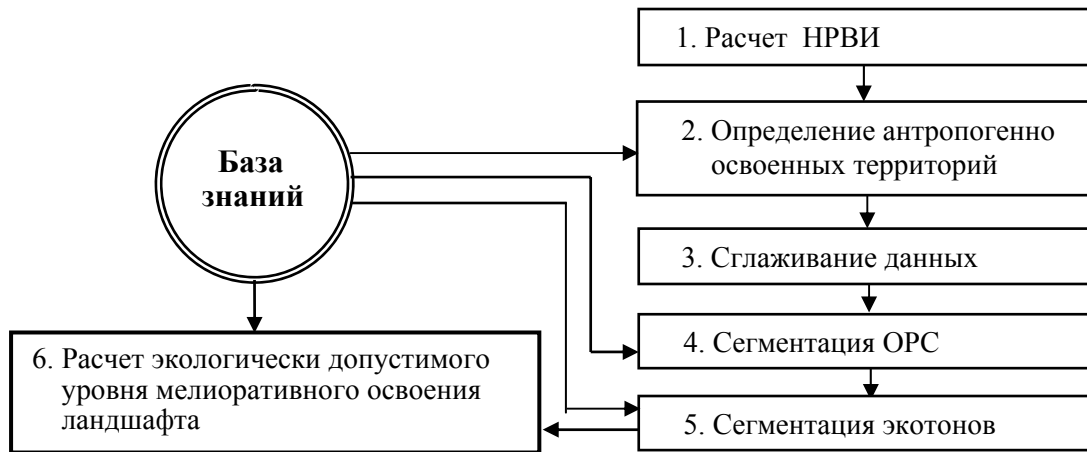 1. Расчет НРВИ
База
знаний
2. Определение антропогенно
освоенных территорий
3. Сглаживание данных
4. Сегментация ОРС
5. Сегментация экотонов
6. Расчет экологически допустимого
уровня мелиоративного освоения
ландшафта